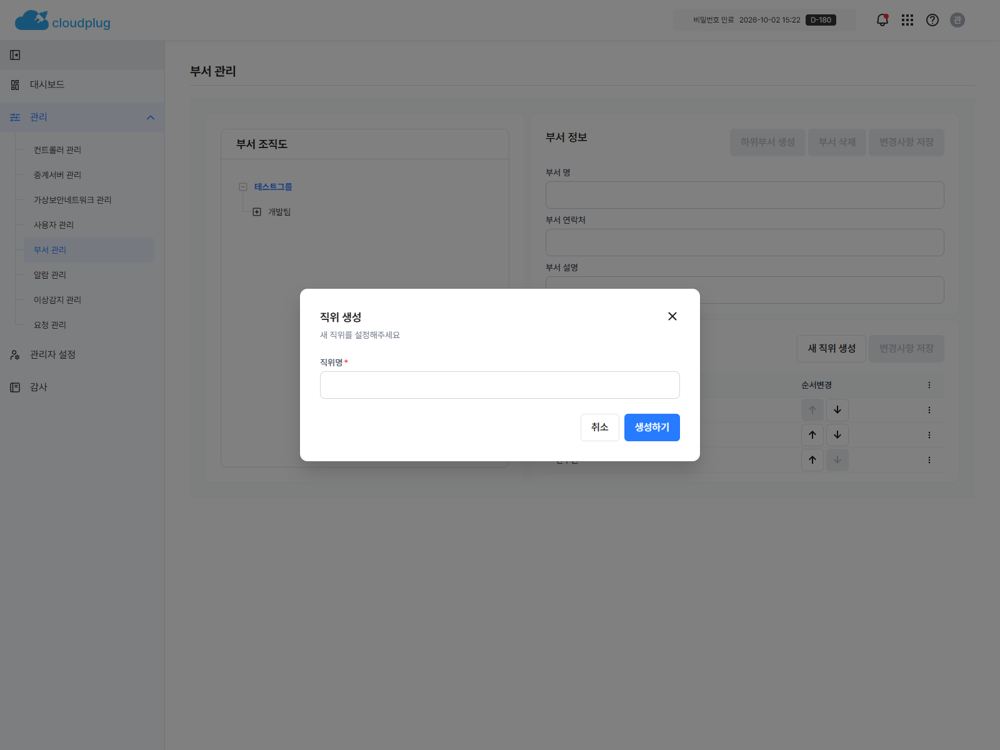 cloudplug
비밀번호 만료 2026-10-02 15:22 D-180
관
대시보드
관리
컨트롤러 관리
중계서버 관리
가상보안네트워크 관리
사용자 관리
부서 관리
알람 관리
이상감지 관리
요청 관리
관리자 설정
감사
부서 관리
부서 조직도
테스트그룹
개발팀
부서 정보
하위부서 생성 부서 삭제 변경사항 저장
부서 명
부서 연락처
부서 설명
새 직위 생성 변경사항 저장
순서변경
직위 생성
새 직위를 설정해주세요
직위명 *
취소 생성하기